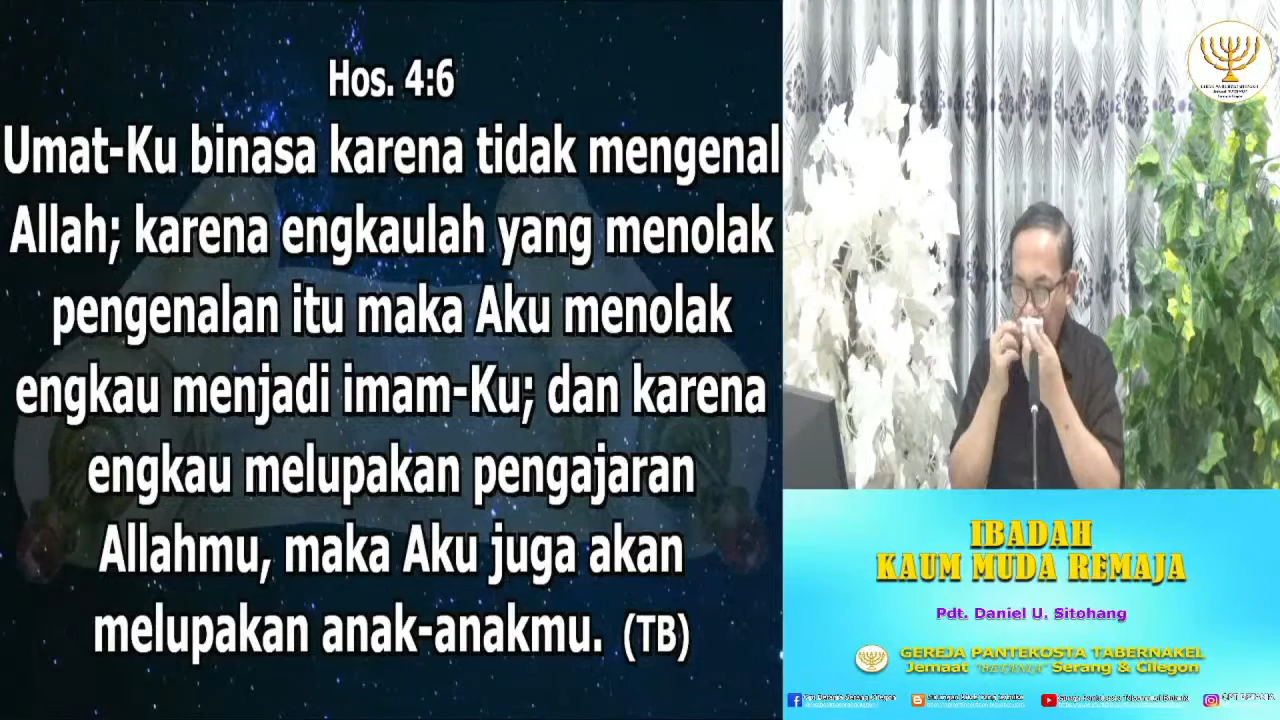 Hos. 4:6
Umat-Ku binasa karena tidak mengenal
Allah; karena engkaulah yang menolak
pengenalan itu maka Aku menolak
engkau menjadi imam-Ku; dan karena
engkau melupakan pengajaran
Allahmu, maka Aku juga akan
melupakan anak-anakmu. (TB)
IBADAH
KAUM MUDA REMAJA
Pdt. Daniel U. Sitohang
GEREJA PANTEKOSTA TABERNAKEL
Jemaat "BETANIA" Serang & Cilegon